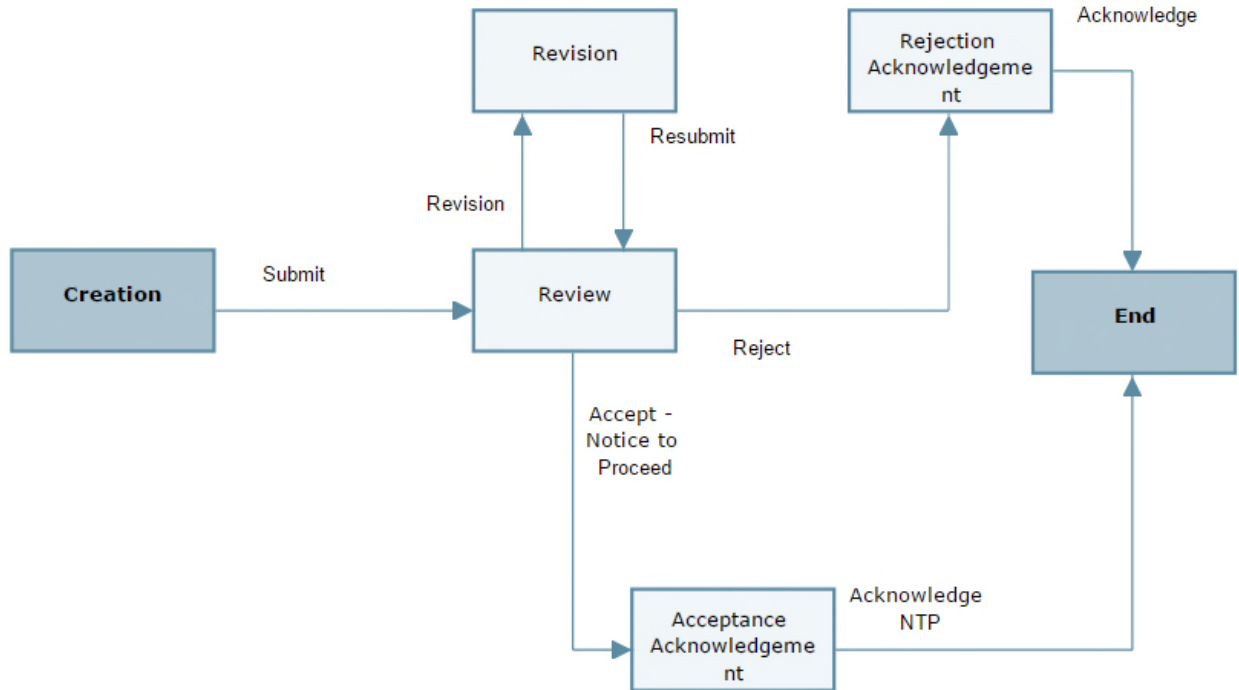 Acknowledge
Revision
Rejection
Acknowledgeme
nt
Resubmit
Revision
Creation
Submit
Review
Reject
End
Accept -
Notice to
Proceed
Acceptance
Acknowledgeme
nt
Acknowledge
NTP